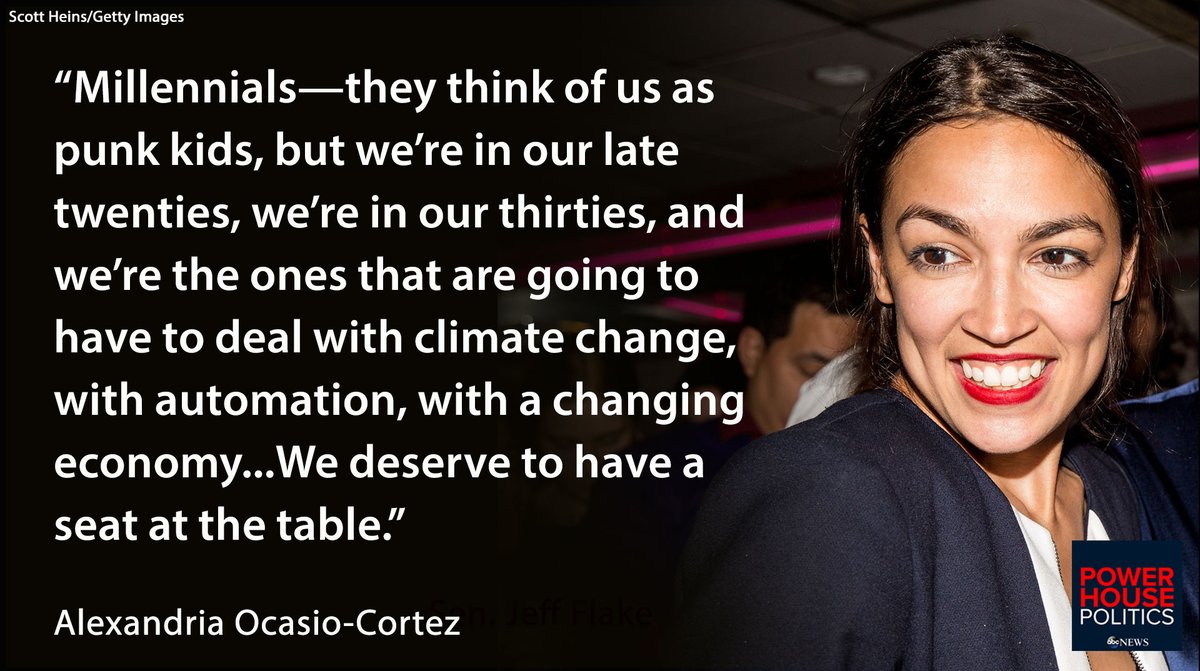 Scott Heins/Getty Images
“Millennials—they think of us as
punk kids, but we’re in our late
twenties, we’re in our thirties, and
we’re the ones that are going to
have to deal with climate change,
with automation, with a changing
economy...We deserve to have a
seat at the table.”
Alexandria Ocasio-Cortez
Sen. Jeff Flake
POWER
HOUSE
POLITICS
abc NEWS